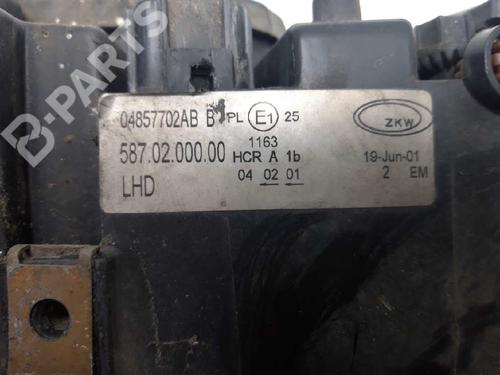 B-PARTS
04857702AB B PL E1 25
ZKW
1163
587.02.000.00 HCR A 1b 19-Jun-01
LHD 04 02 01 2 EM